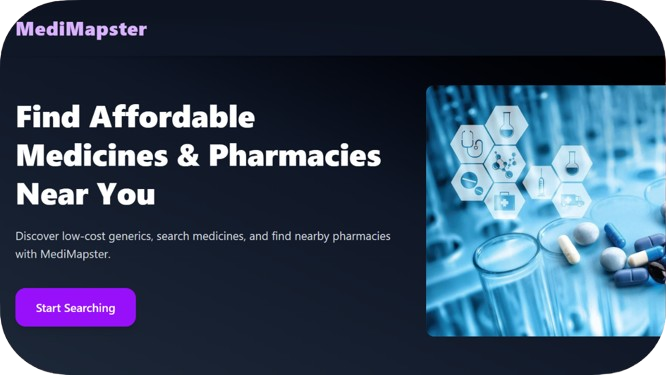 MediMapster
Find Affordable
Medicines & Pharmacies
Near You
Discover low-cost generics, search medicines, and find nearby pharmacies
with MediMapster.
Start Searching